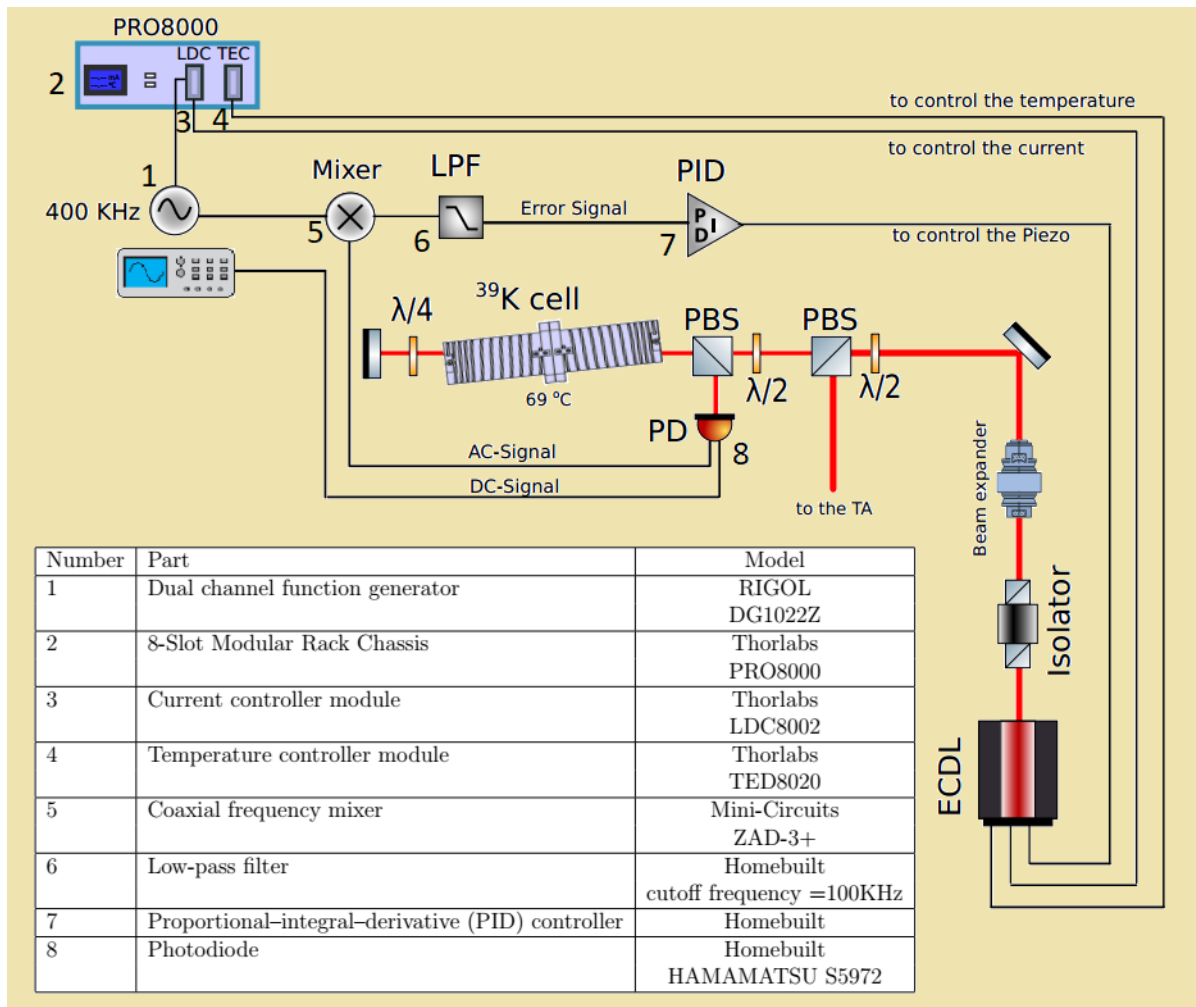 PRO8000
LDC TEC
2
3 4
to control the temperature
to control the current
1
400 KHz
Mixer
5
LPF
6
Error Signal
PID
P I D
7
to control the Piezo
λ/4
³⁹K cell
69 ⁰C
PBS
λ/2
PBS
λ/2
PD
8
AC-Signal
DC-Signal
to the TA
Beam expander
Isolator
ECDL
Number Part Model
1 Dual channel function generator RIGOL
DG1022Z
2 8-Slot Modular Rack Chassis Thorlabs
PRO8000
3 Current controller module Thorlabs
LDC8002
4 Temperature controller module Thorlabs
TED8020
5 Coaxial frequency mixer Mini-Circuits
ZAD-3+
6 Low-pass filter Homebuilt
cutoff frequency =100KHz
7 Proportional–integral–derivative (PID) controller Homebuilt
8 Photodiode Homebuilt
HAMAMATSU S5972